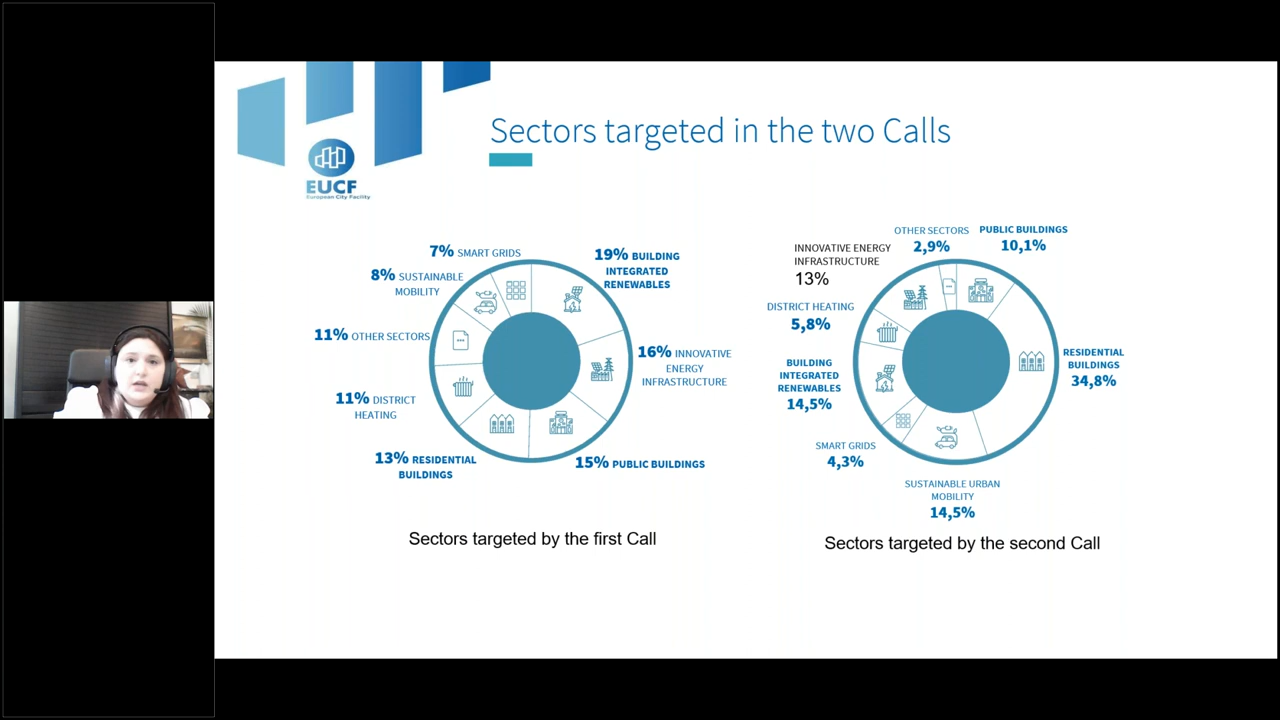 Sectors targeted in the two Calls
EUCF
European City Facility
7% SMART GRIDS
8% SUSTAINABLE
MOBILITY
11% OTHER SECTORS
11% DISTRICT
HEATING
13% RESIDENTIAL
BUILDINGS
19% BUILDING
INTEGRATED
RENEWABLES
16% INNOVATIVE
ENERGY
INFRASTRUCTURE
15% PUBLIC BUILDINGS
Sectors targeted by the first Call
OTHER SECTORS
2,9%
PUBLIC BUILDINGS
10,1%
INNOVATIVE ENERGY
INFRASTRUCTURE
13%
DISTRICT HEATING
5,8%
BUILDING
INTEGRATED
RENEWABLES
14,5%
SMART GRIDS
4,3%
SUSTAINABLE URBAN
MOBILITY
14,5%
RESIDENTIAL
BUILDINGS
34,8%
Sectors targeted by the second Call